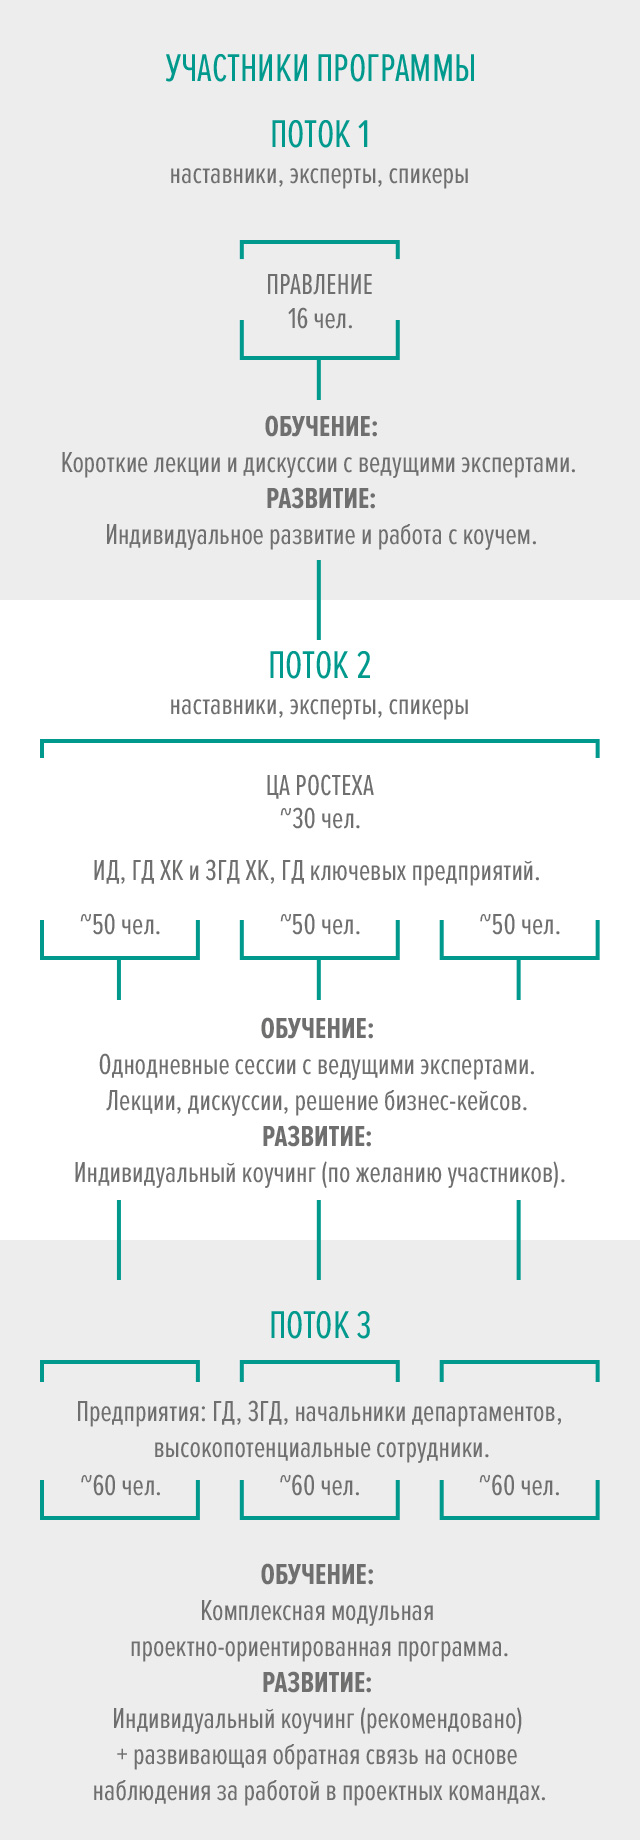 УЧАСТНИКИ ПРОГРАММЫ
ПОТОК 1
наставники, эксперты, спикеры
ПРАВЛЕНИЕ
16 чел.
ОБУЧЕНИЕ:
Короткие лекции и дискуссии с ведущими экспертами.
РАЗВИТИЕ:
Индивидуальное развитие и работа с коучем.
ПОТОК 2
наставники, эксперты, спикеры
ЦА РОСТЕХА
~30 чел.
ИД, ГД ХК и ЗГД ХК, ГД ключевых предприятий.
~50 чел. ~50 чел. ~50 чел.
ОБУЧЕНИЕ:
Однодневные сессии с ведущими экспертами.
Лекции, дискуссии, решение бизнес-кейсов.
РАЗВИТИЕ:
Индивидуальный коучинг (по желанию участников).
ПОТОК 3
Предприятия: ГД, ЗГД, начальники департаментов,
высокопотенциальные сотрудники.
~60 чел. ~60 чел. ~60 чел.
ОБУЧЕНИЕ:
Комплексная модульная
проектно-ориентированная программа.
РАЗВИТИЕ:
Индивидуальный коучинг (рекомендовано)
+ развивающая обратная связь на основе
наблюдения за работой в проектных командах.